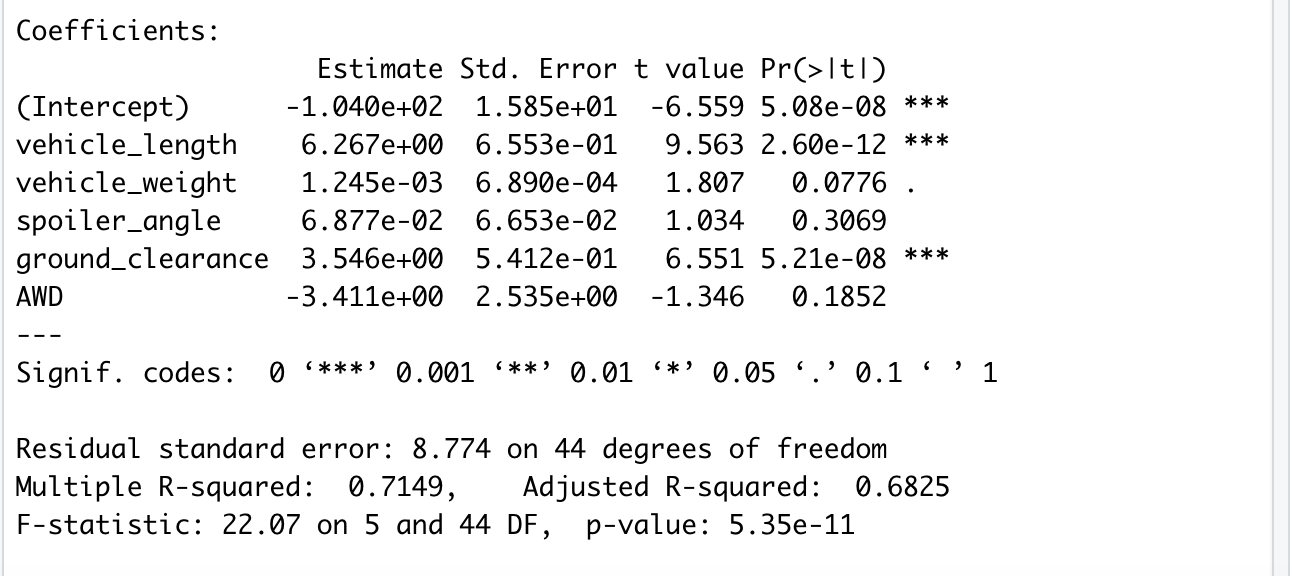 Coefficients:
                  Estimate Std. Error t value Pr(>|t|)
(Intercept)     -1.040e+02  1.585e+01  -6.559 5.08e-08 ***
vehicle_length   6.267e+00  6.553e-01   9.563 2.60e-12 ***
vehicle_weight   1.245e-03  6.890e-04   1.807   0.0776 .
spoiler_angle    6.877e-02  6.653e-02   1.034   0.3069
ground_clearance  3.546e+00  5.412e-01   6.551 5.21e-08 ***
AWD             -3.411e+00  2.535e+00  -1.346   0.1852
---
Signif. codes:  0 ‘***’ 0.001 ‘**’ 0.01 ‘*’ 0.05 ‘.’ 0.1 ‘ ’ 1
Residual standard error: 8.774 on 44 degrees of freedom
Multiple R-squared:  0.7149,    Adjusted R-squared:  0.6825
F-statistic: 22.07 on 5 and 44 DF,  p-value: 5.35e-11